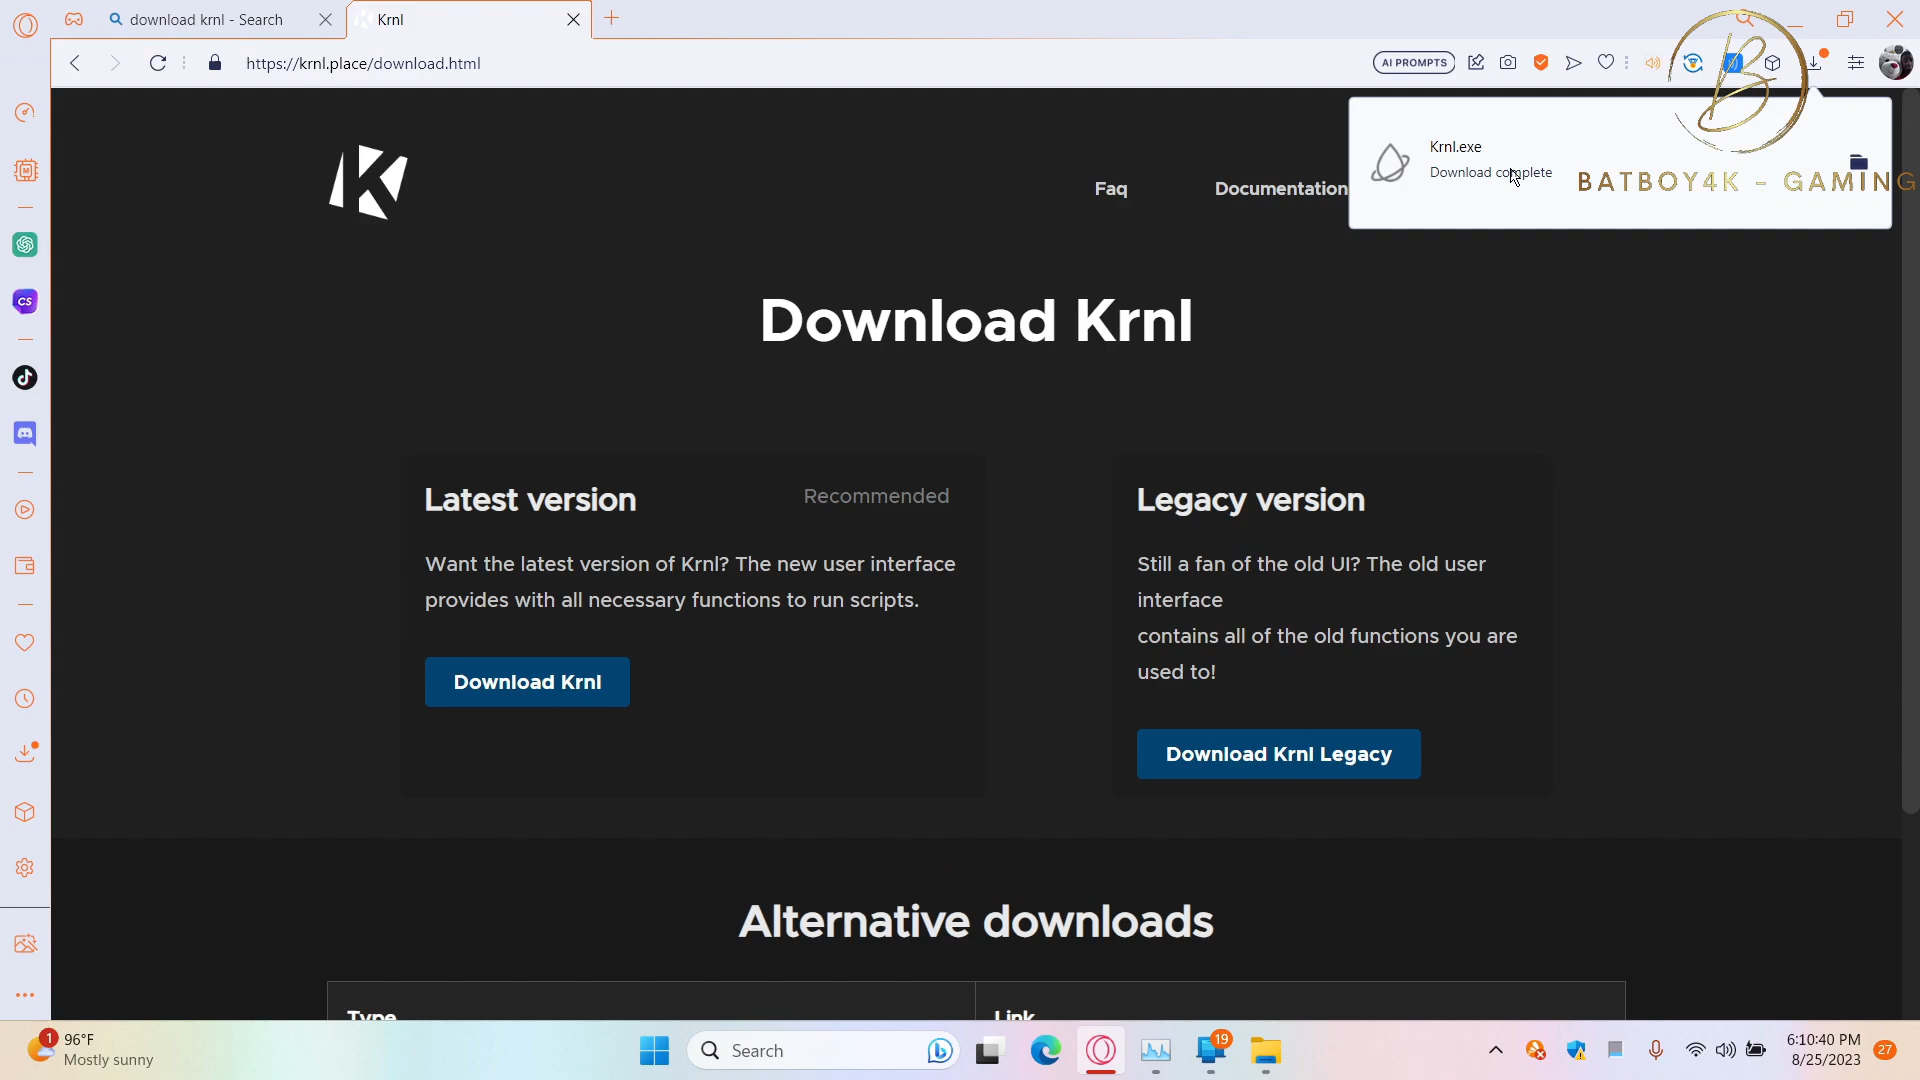 download krnl - Search
Krnl
https://krnl.place/download.html
AI PROMPTS
Krnl.exe
Download complete
BATBOY4K - GAMING
Faq
Documentation
Download Krnl
Latest version
Recommended
Want the latest version of Krnl? The new user interface
provides with all necessary functions to run scripts.
Download Krnl
Legacy version
Still a fan of the old UI? The old user
interface
contains all of the old functions you are
used to!
Download Krnl Legacy
Alternative downloads
Type
Link
1
96°F
Mostly sunny
Search
19
6:10:40 PM
8/25/2023
27
CS
B
M